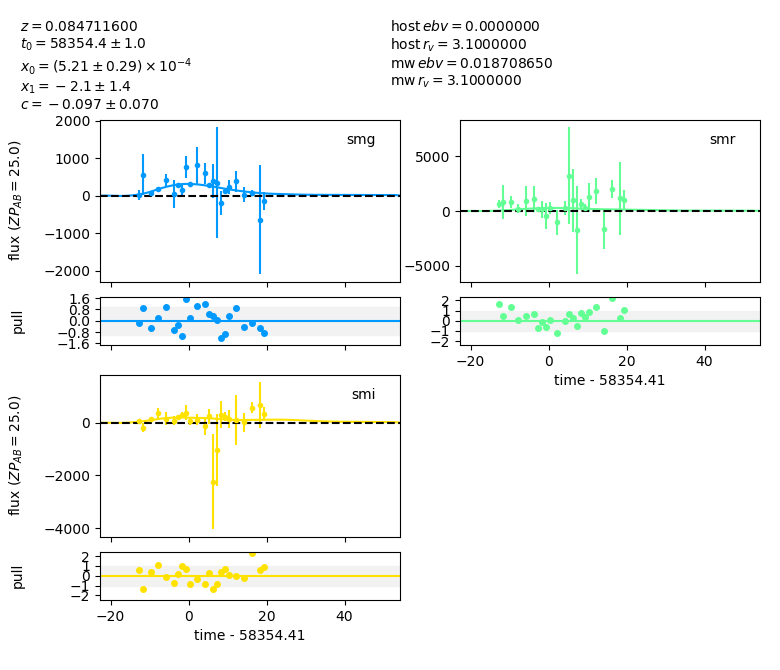 z = 0.084711600
t₀ = 58354.4 ± 1.0
x₀ = (5.21 ± 0.29) × 10⁻⁴
x₁ = −2.1 ± 1.4
c = −0.097 ± 0.070
host ebv = 0.0000000
host rᵥ = 3.1000000
mw ebv = 0.018708650
mw rᵥ = 3.1000000
smg
2000
1000
0
−1000
−2000
flux (ZP_AB = 25.0)
smr
5000
0
−5000
1.6
0.8
0.0
−0.8
−1.6
pull
2
1
0
−1
−2
−20 0 20 40
time - 58354.41
smi
0
−2000
−4000
flux (ZP_AB = 25.0)
2
1
0
−1
−2
pull
−20 0 20 40
time - 58354.41